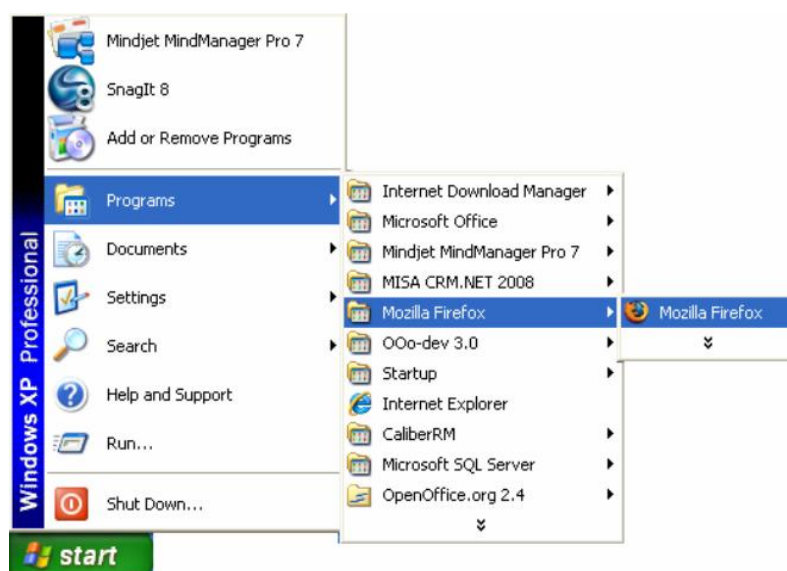 Mindjet MindManager Pro 7
SnagIt 8
Add or Remove Programs
Programs
Documents
Settings
Search
Help and Support
Run...
Shut Down...
Windows XP Professional
start
Internet Download Manager
Microsoft Office
Mindjet MindManager Pro 7
MISA CRM.NET 2008
Mozilla Firefox
OOo-dev 3.0
Startup
Internet Explorer
CaliberRM
Microsoft SQL Server
OpenOffice.org 2.4
Mozilla Firefox